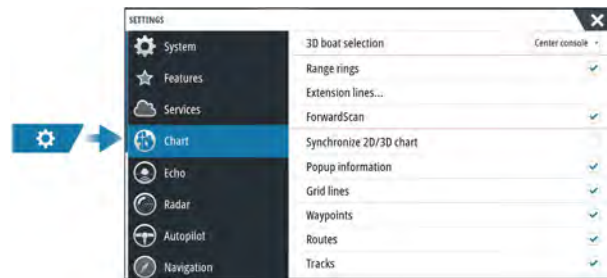 SETTINGS
System
Features
Services
Chart
Echo
Radar
Autopilot
Navigation
3D boat selection Center console
Range rings
Extension lines...
ForwardScan
Synchronize 2D/3D chart
Popup information
Grid lines
Waypoints
Routes
Tracks